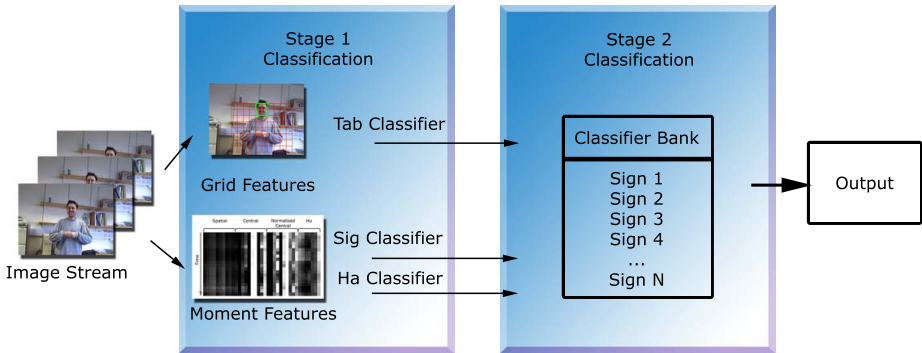 Stage 1
Classification
Stage 2
Classification
Tab Classifier
Grid Features
Image Stream
Spatial Central Normalised Central Hu
Time
Sig Classifier
Ha Classifier
Moment Features
Classifier Bank
Sign 1
Sign 2
Sign 3
Sign 4
...
Sign N
Output